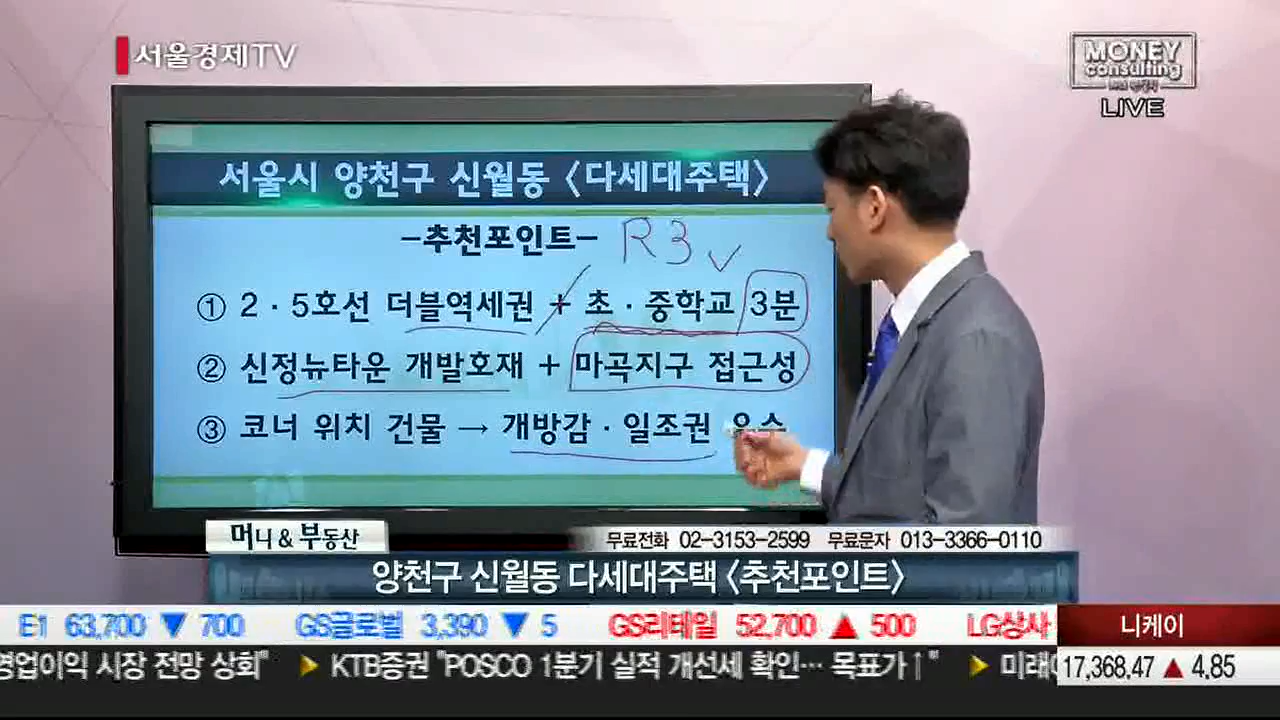 서울경제TV
MONEY
consulting
LIVE
서울시 양천구 신월동 〈다세대주택〉
-추천포인트- R3
① 2·5호선 더블역세권 + 초·중학교 3분
② 신정뉴타운 개발호재 + 마곡지구 접근성
③ 코너 위치 건물 → 개방감·일조권 우수
머니&부동산
무료전화 02-3153-2599 무료문자 013-3366-0110
양천구 신월동 다세대주택 〈추천포인트〉
E1 63,700 ▼ 700 GS글로벌 3,390 ▼ 5 GS리테일 52,700 ▲ 500 LG상사
니케이
영업이익 시장 전망 상회" ▶ KTB증권 "POSCO 1분기 실적 개선세 확인… 목표가↑" ▶ 미래
17,368.47 ▲ 4.85